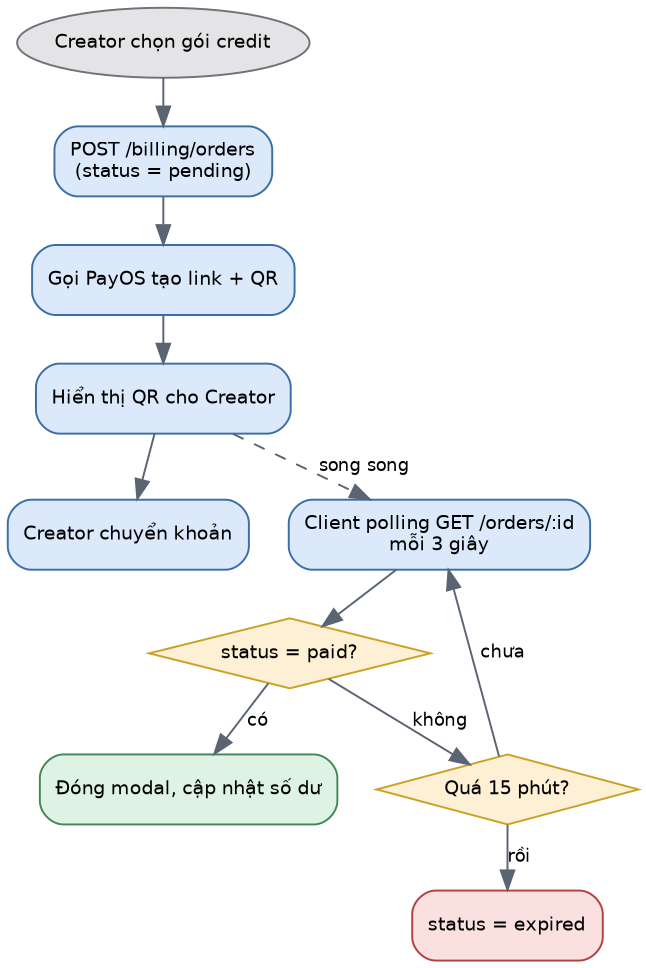 Creator chọn gói credit
POST /billing/orders
(status = pending)
Gọi PayOS tạo link + QR
Hiển thị QR cho Creator
song song
Creator chuyển khoản
Client polling GET /orders/:id
mỗi 3 giây
status = paid?
chưa
có
không
Đóng modal, cập nhật số dư
Quá 15 phút?
rồi
status = expired